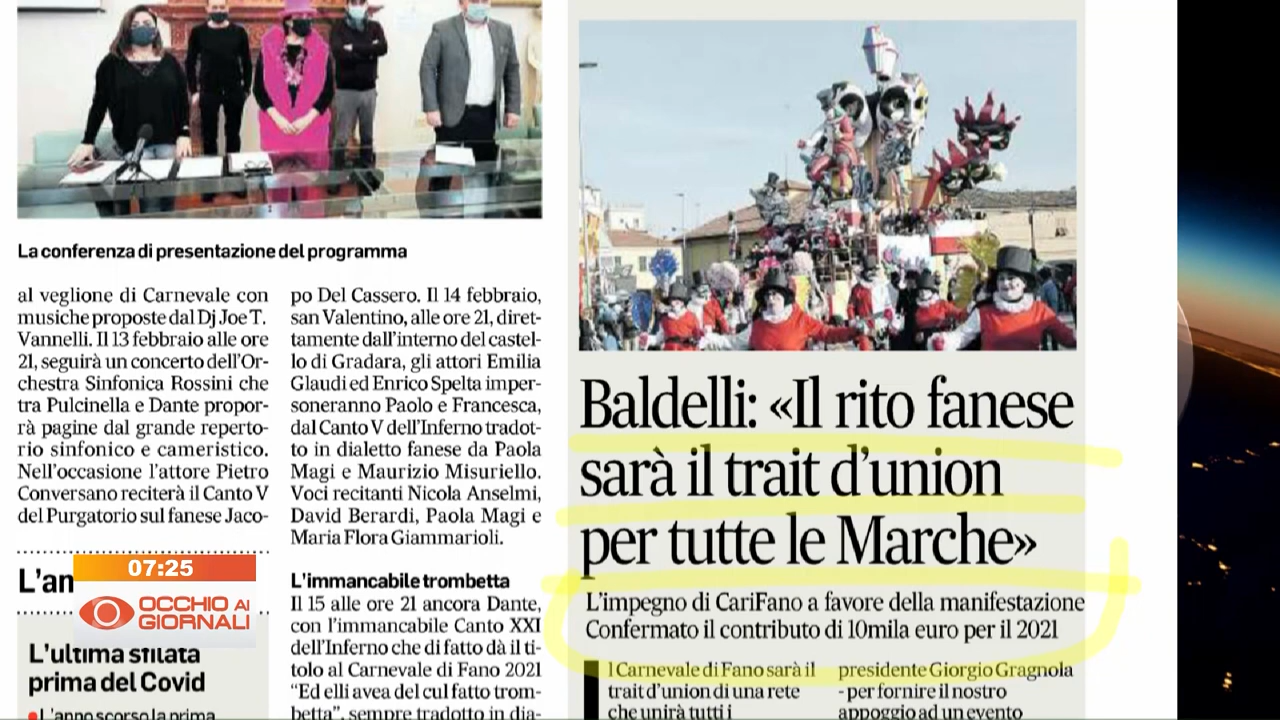 La conferenza di presentazione del programma
al veglione di Carnevale con
musiche proposte dal Dj Joe T.
Vannelli. Il 13 febbraio alle ore
21, seguirà un concerto dell'Or-
chestra Sinfonica Rossini che
tra Pulcinella e Dante propor-
rà pagine dal grande reperto-
rio sinfonico e cameristico.
Nell'occasione l'attore Pietro
Conversano reciterà il Canto V
del Purgatorio sul fanese Jaco-
po Del Cassero. Il 14 febbraio,
san Valentino, alle ore 21, diret-
tamente dall'interno del castel-
lo di Gradara, gli attori Emilia
Glaudi ed Enrico Spelta imper-
soneranno Paolo e Francesca,
dal Canto V dell'Inferno tradot-
to in dialetto fanese da Paola
Magi e Maurizio Misuriello.
Voci recitanti Nicola Anselmi,
David Berardi, Paola Magi e
Maria Flora Giammarioli.
L'immancabile trombetta
Il 15 alle ore 21 ancora Dante,
con l'immancabile Canto XXI
dell'Inferno che di fatto dà il ti-
tolo al Carnevale di Fano 2021
"Ed elli avea del cul fatto trom-
betta", sempre tradotto in dia-
L'an
07:25
OCCHIO AI
GIORNALI
L'ultima sfilata
prima del Covid
L'anno scorso la prima
Baldelli: «Il rito fanese
sarà il trait d'union
per tutte le Marche»
L'impegno di CariFano a favore della manifestazione
Confermato il contributo di 10mila euro per il 2021
l Carnevale di Fano sarà il
trait d'union di una rete
che unirà tutti i
presidente Giorgio Gragnola
- per fornire il nostro
appoggio ad un evento